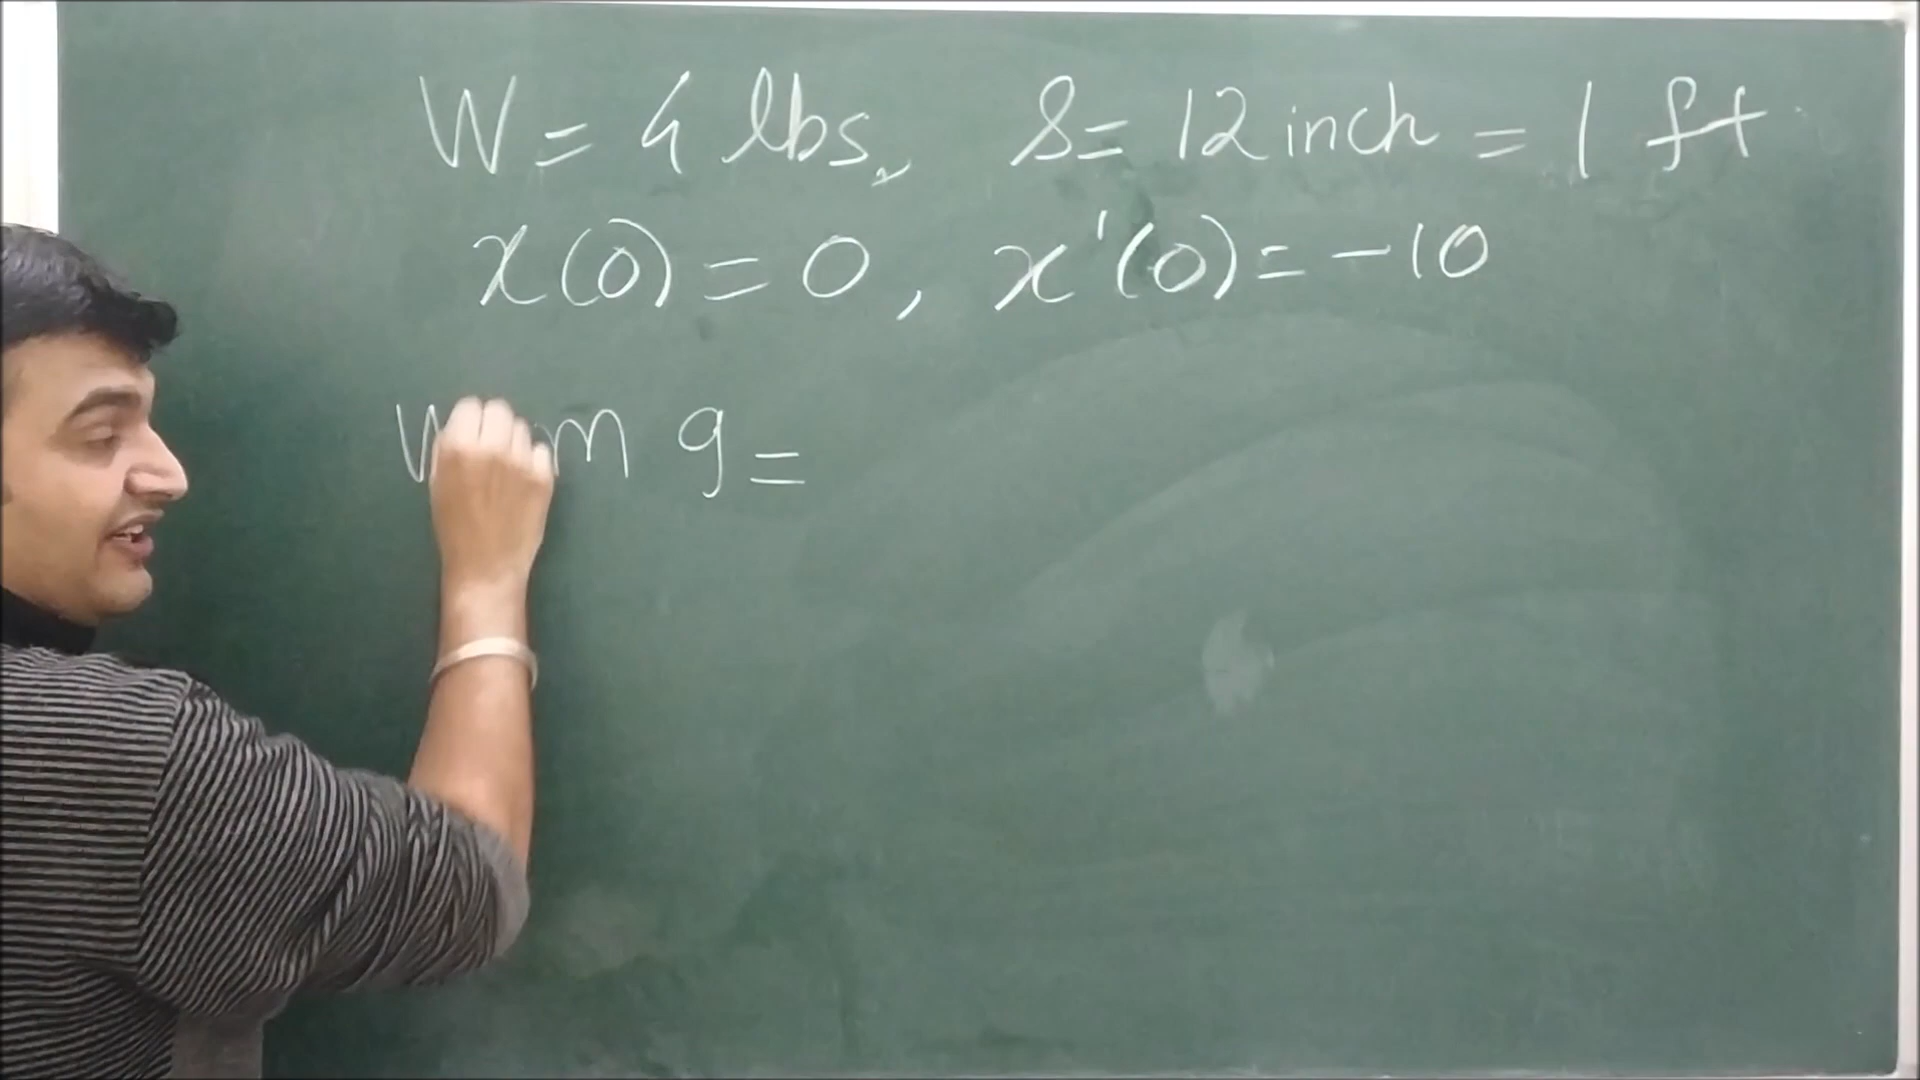 W = 4 lbs, S = 12 inch = 1 ft
x(0) = 0, x'(0) = -10
W m g =